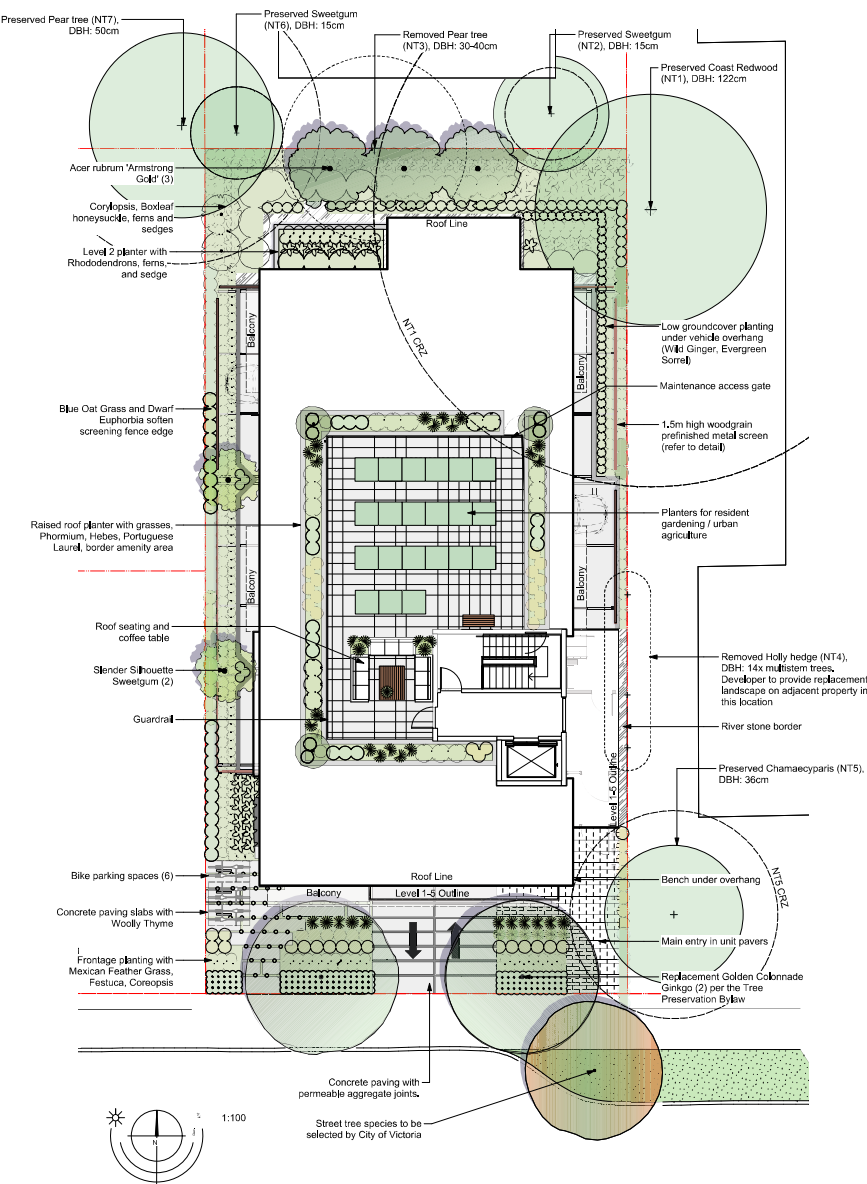 Preserved Pear tree (NT7),
DBH: 50cm
Preserved Sweetgum
(NT6), DBH: 15cm
Removed Pear tree
(NT3), DBH: 30-40cm
Preserved Sweetgum
(NT2), DBH: 15cm
Preserved Coast Redwood
(NT1), DBH: 122cm
Acer rubrum 'Armstrong
Gold' (3)
Corylopsis, Boxleaf
honeysuckle, ferns and
sedges
Level 2 planter with
Rhododendrons, ferns,
and sedge
Roof Line
NT1 CRZ
Balcony
Balcony
Low groundcover planting
under vehicle overhang
(Wild Ginger, Evergreen
Sorrel)
Maintenance access gate
Blue Oat Grass and Dwarf
Euphorbia soften
screening fence edge
1.5m high woodgrain
prefinished metal screen
(refer to detail)
Raised roof planter with grasses,
Phormium, Hebes, Portuguese
Laurel, border amenity area
Planters for resident
gardening / urban
agriculture
Balcony
Balcony
Roof seating and
coffee table
Slender Silhouette
Sweetgum (2)
Guardrail
Removed Holly hedge (NT4),
DBH: 14x multistem trees.
Developer to provide replacement
landscape on adjacent property in
this location
River stone border
Level 1-5 Outline
Preserved Chamaecyparis (NT5),
DBH: 36cm
NT5 CRZ
Bike parking spaces (6)
Roof Line
Bench under overhang
Balcony
Level 1-5 Outline
Concrete paving slabs with
Woolly Thyme
Main entry in unit pavers
Frontage planting with
Mexican Feather Grass,
Festuca, Coreopsis
Replacement Golden Colonnade
Ginkgo (2) per the Tree
Preservation Bylaw
Concrete paving with
permeable aggregate joints.
Street tree species to be
selected by City of Victoria
1:100
N